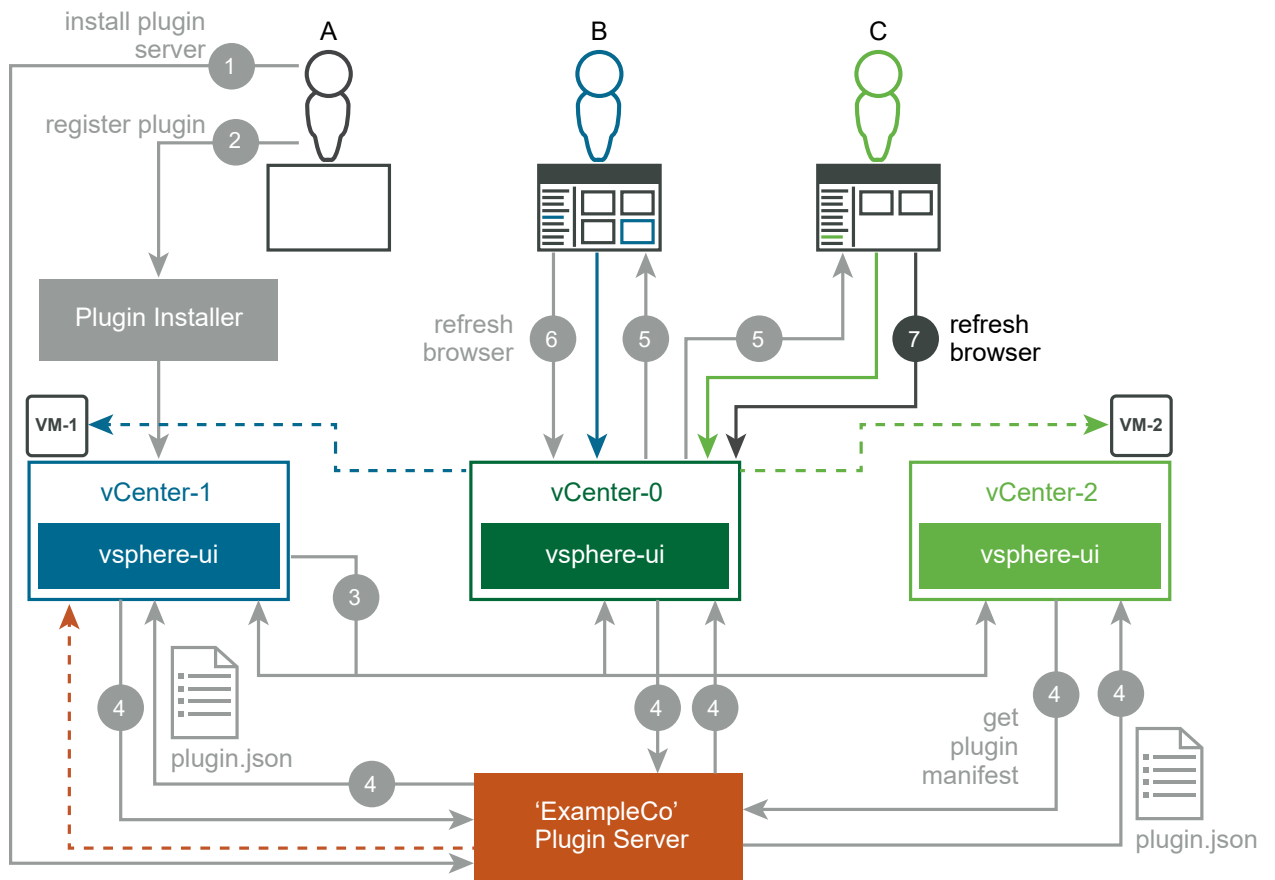 install plugin
server
A
B
C
1
register plugin
2
Plugin Installer
refresh
browser
6
5
5
7
refresh
browser
VM-1
VM-2
vCenter-1
vsphere-ui
vCenter-0
vsphere-ui
vCenter-2
vsphere-ui
3
4
plugin.json
4
4
4
4
4
get
plugin
manifest
plugin.json
‘ExampleCo’
Plugin Server